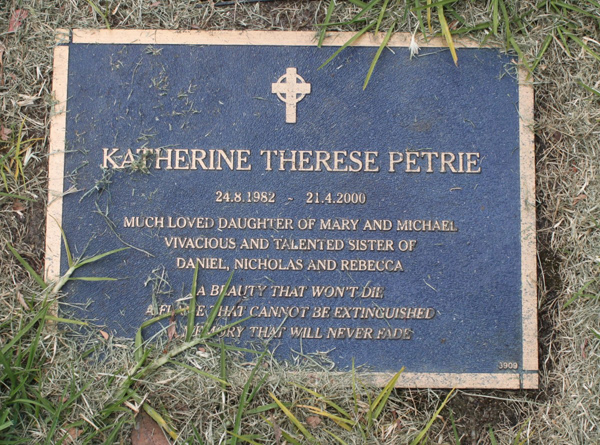 KATHERINE THERESE PETRIE
24.8.1982 - 21.4.2000
MUCH LOVED DAUGHTER OF MARY AND MICHAEL
VIVACIOUS AND TALENTED SISTER OF
DANIEL, NICHOLAS AND REBECCA
A BEAUTY THAT WON'T DIE
A FLAME THAT CANNOT BE EXTINGUISHED
MEMORY THAT WILL NEVER FADE
3909